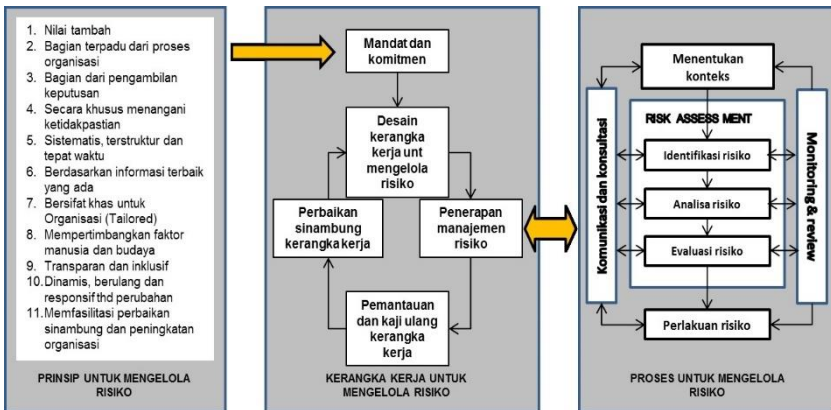 1. Nilai tambah
2. Bagian terpadu dari proses
organisasi
3. Bagian dari pengambilan
keputusan
4. Secara khusus menangani
ketidakpastian
5. Sistematis, terstruktur dan
tepat waktu
6. Berdasarkan informasi terbaik
yang ada
7. Bersifat khas untuk
Organisasi (Tailored)
8. Mempertimbangkan faktor
manusia dan budaya
9. Transparan dan inklusif
10. Dinamis, berulang dan
responsif thd perubahan
11. Memfasilitasi perbaikan
sinambung dan peningkatan
organisasi
PRINSIP UNTUK MENGELOLA
RISIKO
Mandat dan
komitmen
Desain
kerangka
kerja unt
mengelola
risiko
Perbaikan
sinambung
kerangka kerja
Penerapan
manajemen
risiko
Pemantauan
dan kaji ulang
kerangka
kerja
KERANGKA KERJA UNTUK
MENGELOLA RISIKO
Menentukan
konteks
Komunikasi dan konsultasi
RISK ASSESSMENT
Identifikasi risiko
Analisa risiko
Evaluasi risiko
Monitoring & review
Perlakuan risiko
PROSES UNTUK MENGELOLA
RISIKO